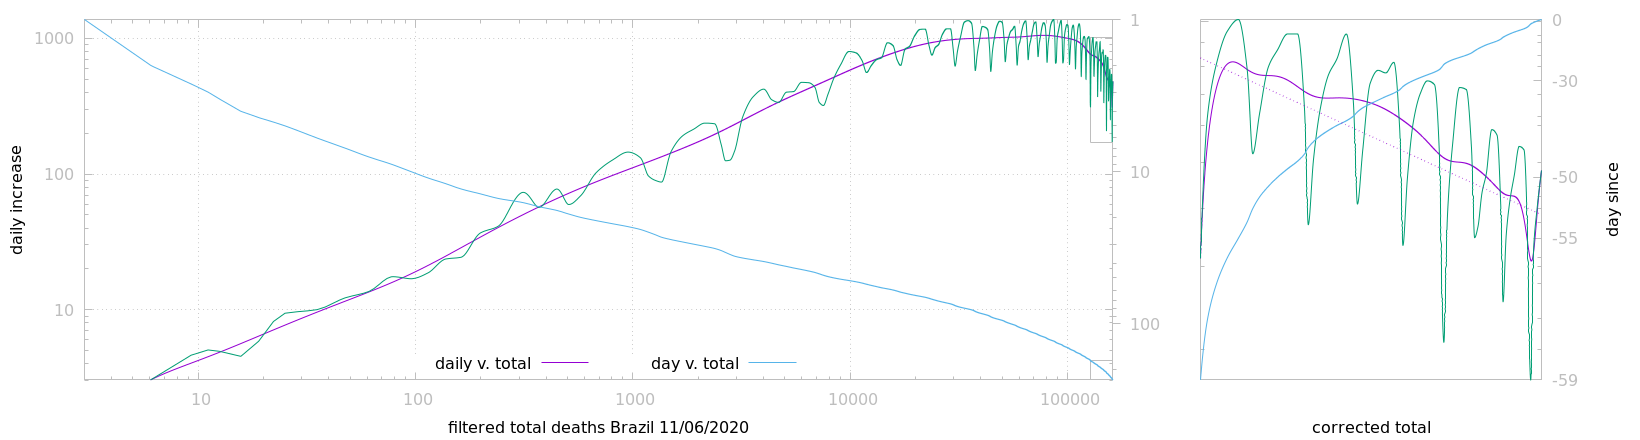 1000
100
10
daily increase
10
100
1000
10000
100000
filtered total deaths Brazil 11/06/2020
daily v. total
day v. total
1
10
100
0
-30
-50
-55
-59
day since
corrected total